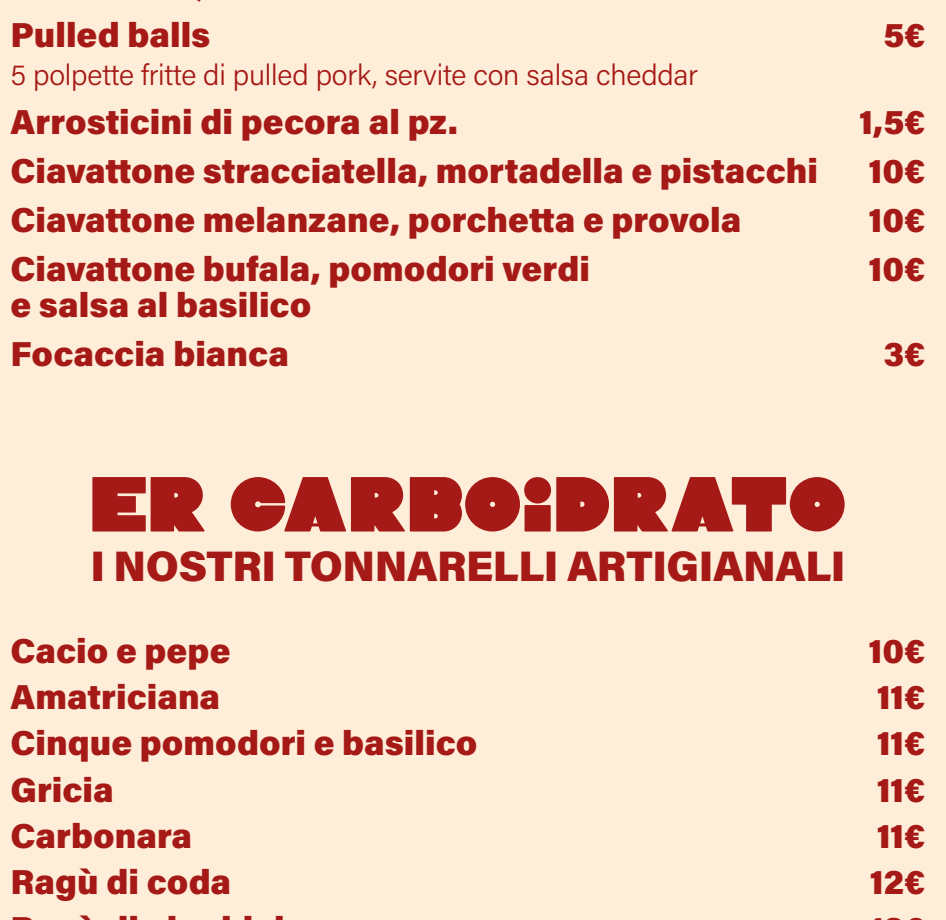 Pulled balls 5€
5 polpette fritte di pulled pork, servite con salsa cheddar
Arrosticini di pecora al pz. 1,5€
Ciavattone stracciatella, mortadella e pistacchi 10€
Ciavattone melanzane, porchetta e provola 10€
Ciavattone bufala, pomodori verdi 10€
e salsa al basilico
Focaccia bianca 3€
ER CARBOiDRATO
I NOSTRI TONNARELLI ARTIGIANALI
Cacio e pepe 10€
Amatriciana 11€
Cinque pomodori e basilico 11€
Gricia 11€
Carbonara 11€
Ragù di coda 12€